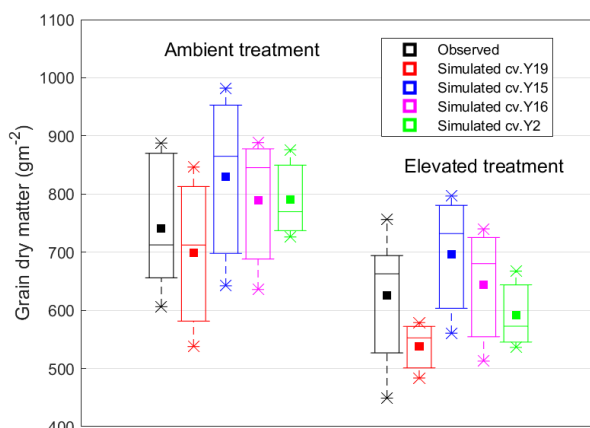 1100
1000
900
800
700
600
500
400
Grain dry matter (gm-2)
Ambient treatment
Elevated treatment
Observed
Simulated cv.Y19
Simulated cv.Y15
Simulated cv.Y16
Simulated cv.Y2